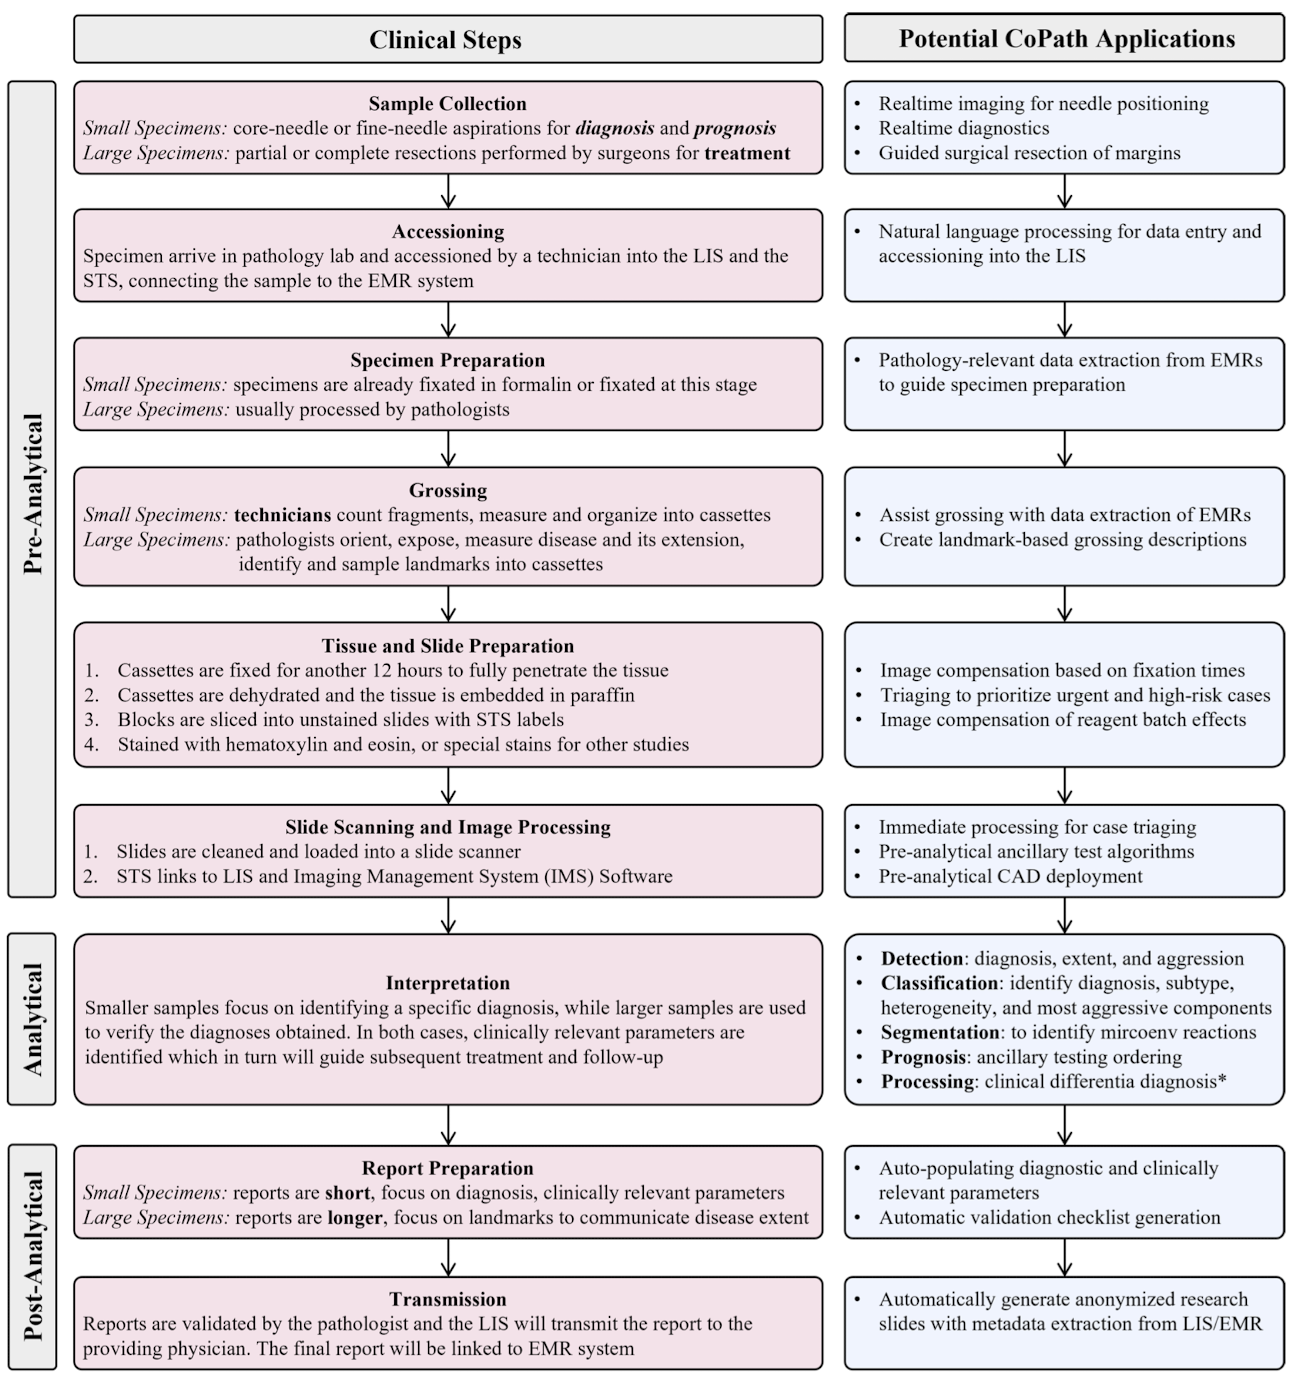 Clinical Steps
Potential CoPath Applications
Pre-Analytical
Sample Collection
Small Specimens: core-needle or fine-needle aspirations for diagnosis and prognosis
Large Specimens: partial or complete resections performed by surgeons for treatment
• Realtime imaging for needle positioning
• Realtime diagnostics
• Guided surgical resection of margins
Accessioning
Specimen arrive in pathology lab and accessioned by a technician into the LIS and the
STS, connecting the sample to the EMR system
• Natural language processing for data entry and
accessioning into the LIS
Specimen Preparation
Small Specimens: specimens are already fixated in formalin or fixated at this stage
Large Specimens: usually processed by pathologists
• Pathology-relevant data extraction from EMRs
to guide specimen preparation
Grossing
Small Specimens: technicians count fragments, measure and organize into cassettes
Large Specimens: pathologists orient, expose, measure disease and its extension,
identify and sample landmarks into cassettes
• Assist grossing with data extraction of EMRs
• Create landmark-based grossing descriptions
Tissue and Slide Preparation
1. Cassettes are fixed for another 12 hours to fully penetrate the tissue
2. Cassettes are dehydrated and the tissue is embedded in paraffin
3. Blocks are sliced into unstained slides with STS labels
4. Stained with hematoxylin and eosin, or special stains for other studies
• Image compensation based on fixation times
• Triaging to prioritize urgent and high-risk cases
• Image compensation of reagent batch effects
Slide Scanning and Image Processing
1. Slides are cleaned and loaded into a slide scanner
2. STS links to LIS and Imaging Management System (IMS) Software
• Immediate processing for case triaging
• Pre-analytical ancillary test algorithms
• Pre-analytical CAD deployment
Analytical
Interpretation
Smaller samples focus on identifying a specific diagnosis, while larger samples are used
to verify the diagnoses obtained. In both cases, clinically relevant parameters are
identified which in turn will guide subsequent treatment and follow-up
• Detection: diagnosis, extent, and aggression
• Classification: identify diagnosis, subtype,
heterogeneity, and most aggressive components
• Segmentation: to identify mircoenv reactions
• Prognosis: ancillary testing ordering
• Processing: clinical differentia diagnosis*
Post-Analytical
Report Preparation
Small Specimens: reports are short, focus on diagnosis, clinically relevant parameters
Large Specimens: reports are longer, focus on landmarks to communicate disease extent
• Auto-populating diagnostic and clinically
relevant parameters
• Automatic validation checklist generation
Transmission
Reports are validated by the pathologist and the LIS will transmit the report to the
providing physician. The final report will be linked to EMR system
• Automatically generate anonymized research
slides with metadata extraction from LIS/EMR